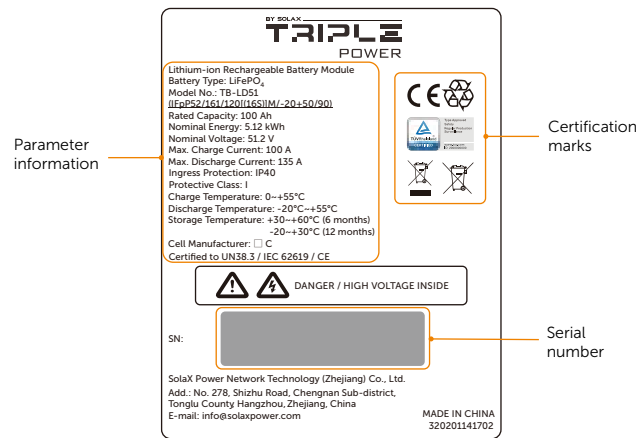 BY SOLAX
TRIPLE
POWER
Lithium-ion Rechargeable Battery Module
Battery Type: LiFePO₄
Model No.: TB-LD51
(IFpP52/161/120[(16S)]M/-20+50/90)
Rated Capacity: 100 Ah
Nominal Energy: 5.12 kWh
Nominal Voltage: 51.2 V
Max. Charge Current: 100 A
Max. Discharge Current: 135 A
Ingress Protection: IP40
Protective Class: I
Charge Temperature: 0~+55°C
Discharge Temperature: -20°C~+55°C
Storage Temperature: +30~+60°C (6 months)
-20~+30°C (12 months)
Cell Manufacturer: □ C
Certified to UN38.3 / IEC 62619 / CE
Parameter
information
CE
TÜVRheinland
CERTIFIED
Type Approved
Safety
Certification
marks
DANGER / HIGH VOLTAGE INSIDE
SN:
Serial
number
SolaX Power Network Technology (Zhejiang) Co., Ltd.
Add.: No. 278, Shizhu Road, Chengnan Sub-district,
Tonglu County, Hangzhou, Zhejiang, China
E-mail: info@solaxpower.com
MADE IN CHINA
320201141702